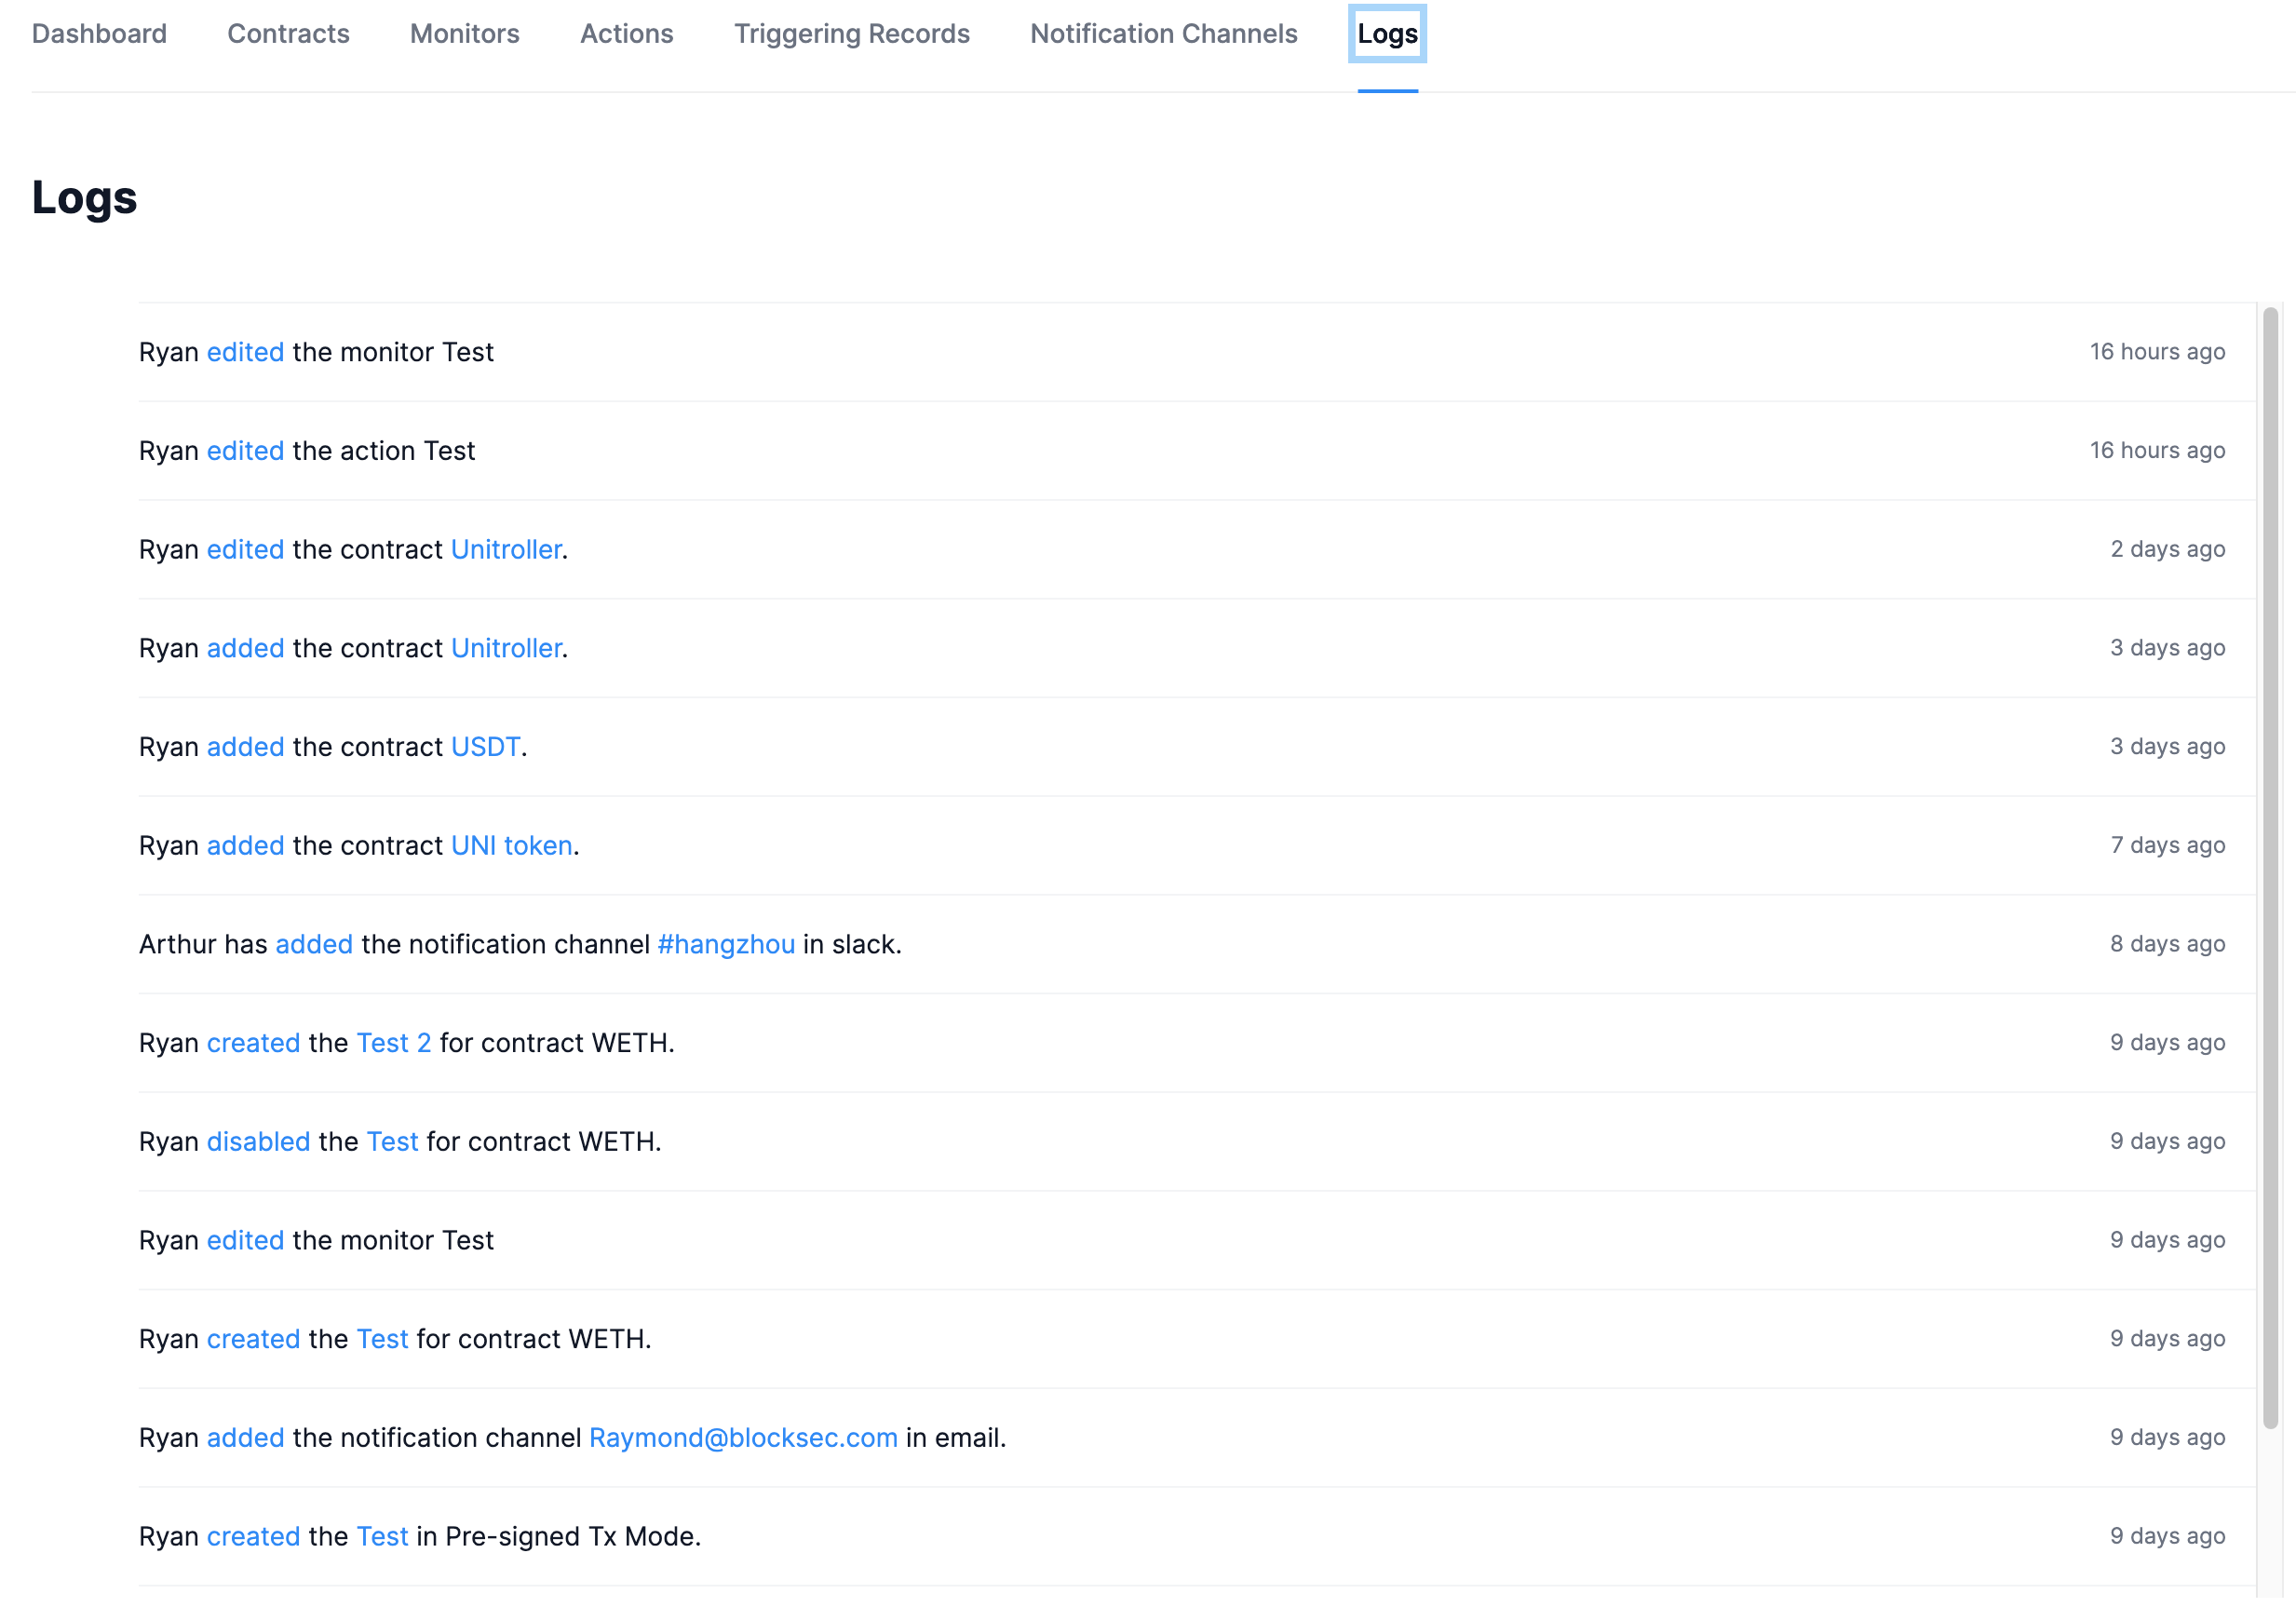 Dashboard Contracts Monitors Actions Triggering Records Notification Channels Logs
Logs
Ryan edited the monitor Test 16 hours ago
Ryan edited the action Test 16 hours ago
Ryan edited the contract Unitroller. 2 days ago
Ryan added the contract Unitroller. 3 days ago
Ryan added the contract USDT. 3 days ago
Ryan added the contract UNI token. 7 days ago
Arthur has added the notification channel #hangzhou in slack. 8 days ago
Ryan created the Test 2 for contract WETH. 9 days ago
Ryan disabled the Test for contract WETH. 9 days ago
Ryan edited the monitor Test 9 days ago
Ryan created the Test for contract WETH. 9 days ago
Ryan added the notification channel Raymond@blocksec.com in email. 9 days ago
Ryan created the Test in Pre-signed Tx Mode. 9 days ago